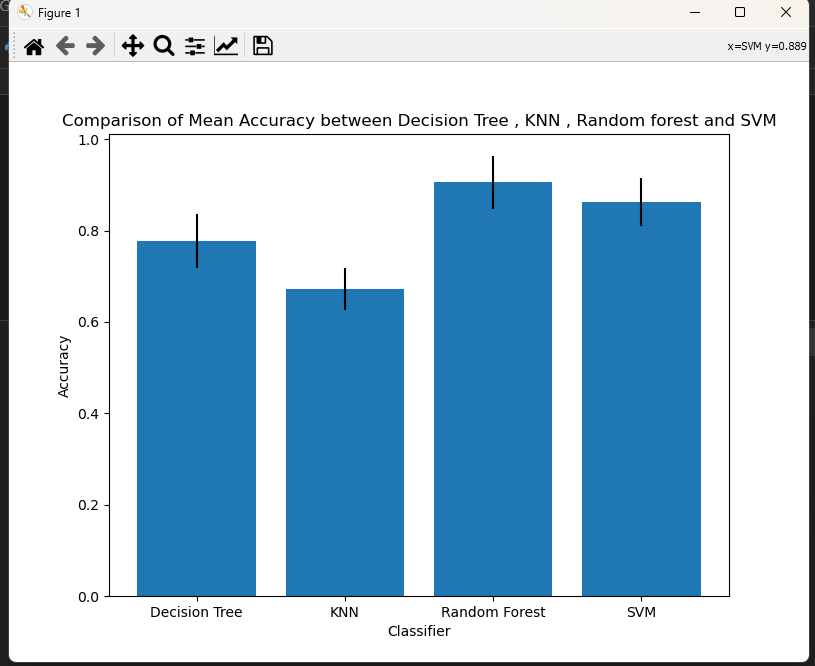 Figure 1
x=SVM y=0.889
Comparison of Mean Accuracy between Decision Tree , KNN , Random forest and SVM
1.0
0.8
0.6
0.4
0.2
0.0
Accuracy
Decision Tree KNN Random Forest SVM
Classifier